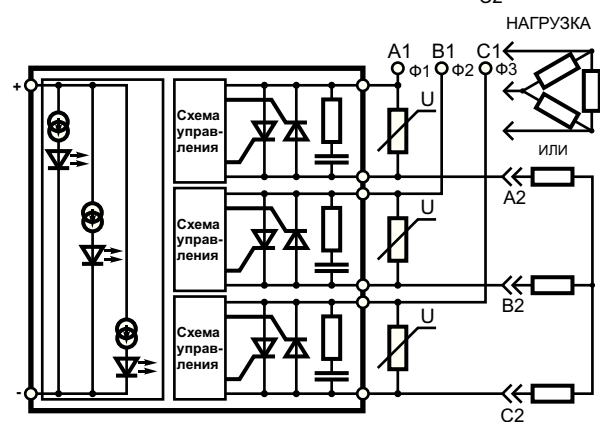 C2
НАГРУЗКА
A1 B1 C1
Ф1 Ф2 Ф3
+
U
Схема
управ-
ления
ИЛИ
A2
U
Схема
управ-
ления
B2
U
Схема
управ-
ления
-
C2